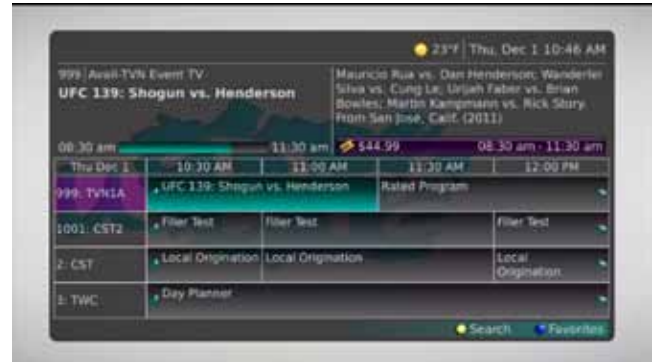 23°F Thu, Dec 1 10:46 AM
999 Avail-TVN Event TV
UFC 139: Shogun vs. Henderson
Mauricio Rua vs. Dan Henderson; Wanderlei
Silva vs. Cung Le; Urijah Faber vs. Brian
Bowles; Martin Kampmann vs. Rick Story.
From San Jose, Calif. (2011)
08:30 am 11:30 am $44.99 08:30 am - 11:30 am
Thu Dec 1 10:30 AM 11:00 AM 11:30 AM 12:00 PM
999: TVN1A UFC 139: Shogun vs. Henderson Rated Program
1001: CST2 Filler Test Filler Test Filler Test
2: CST Local Origination Local Origination Local
Origination
3: TWC Day Planner
Search Favorites